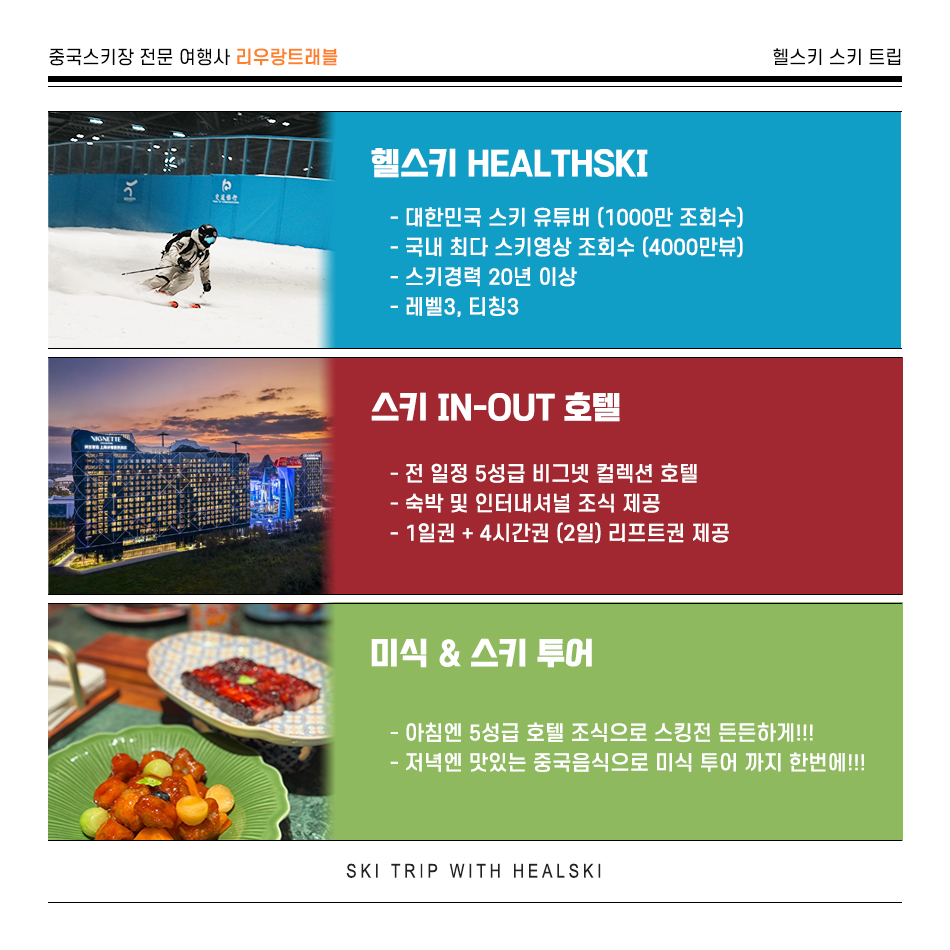 중국스키장 전문 여행사 리우랑트래블
헬스키 스키 트립
헬스키 HEALTHSKI
- 대한민국 스키 유튜버 (1000만 조회수)
- 국내 최다 스키영상 조회수 (4000만뷰)
- 스키경력 20년 이상
- 레벨3, 티칭3
스키 IN-OUT 호텔
- 전 일정 5성급 비그넷 컬렉션 호텔
- 숙박 및 인터내셔널 조식 제공
- 1일권 + 4시간권 (2일) 리프트권 제공
VIGNETTE
미식 & 스키 투어
- 아침엔 5성급 호텔 조식으로 스킹전 든든하게!!!
- 저녁엔 맛있는 중국음식으로 미식 투어 까지 한번에!!!
SKI TRIP WITH HEALSKI